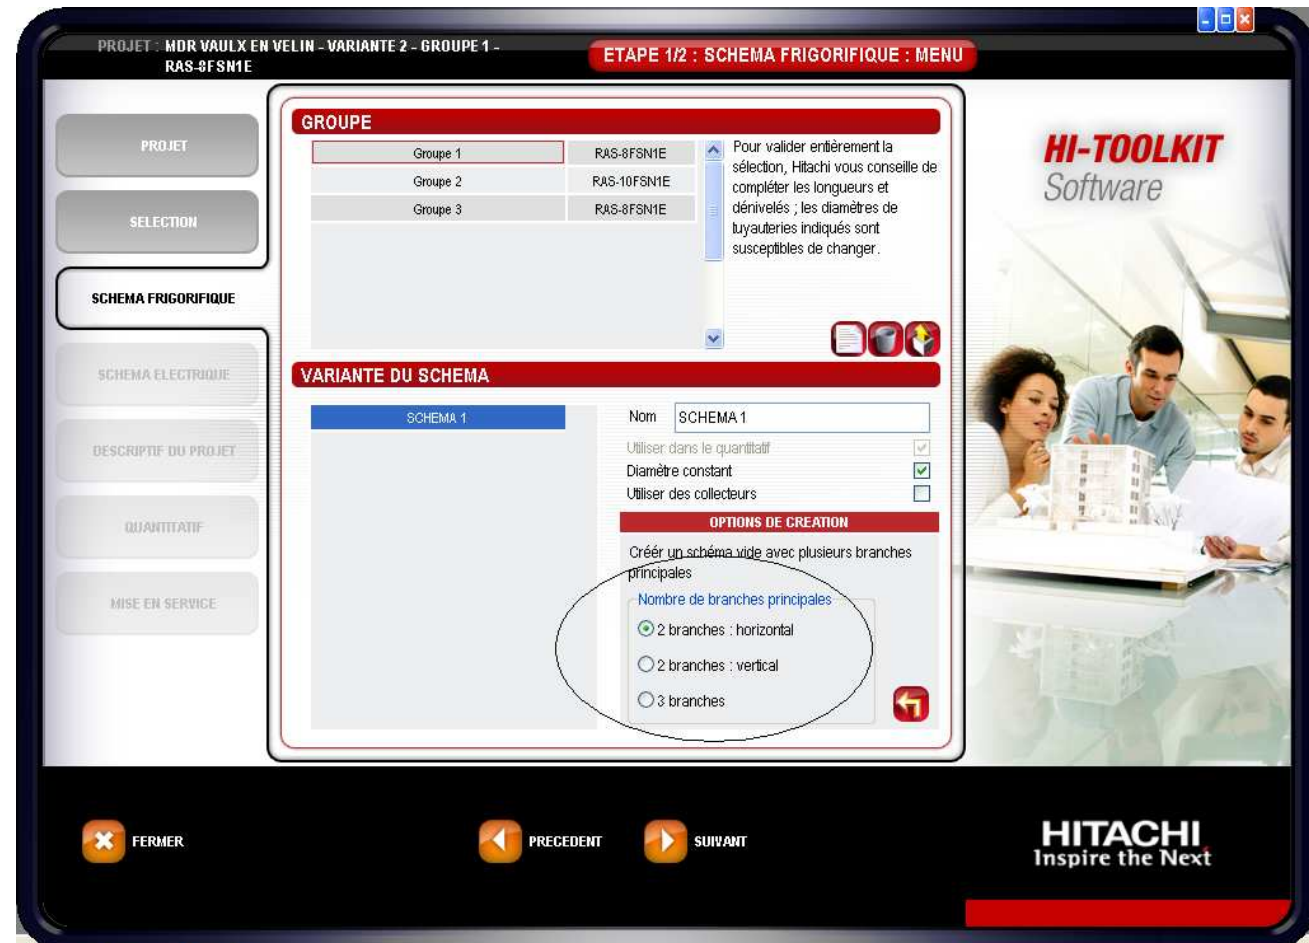 PROJET : MDR VAULX EN VELIN - VARIANTE 2 - GROUPE 1 -
RAS-8FSN1E
ETAPE 1/2 : SCHEMA FRIGORIFIQUE : MENU
PROJET
SELECTION
SCHEMA FRIGORIFIQUE
SCHEMA ELECTRIQUE
DESCRIPTIF DU PROJET
QUANTITATIF
MISE EN SERVICE
GROUPE
Groupe 1 RAS-8FSN1E
Groupe 2 RAS-10FSN1E
Groupe 3 RAS-8FSN1E
Pour valider entièrement la
sélection, Hitachi vous conseille de
compléter les longueurs et
dénivelés ; les diamètres de
tuyauteries indiqués sont
susceptibles de changer.
VARIANTE DU SCHEMA
SCHEMA 1
Nom SCHEMA 1
Utiliser dans le quantitatif
Diamètre constant
Utiliser des collecteurs
OPTIONS DE CREATION
Créér un schéma vide avec plusieurs branches
principales
Nombre de branches principales
2 branches : horizontal
2 branches : vertical
3 branches
HI-TOOLKIT
Software
FERMER
PRECEDENT
SUIVANT
HITACHI
Inspire the Next